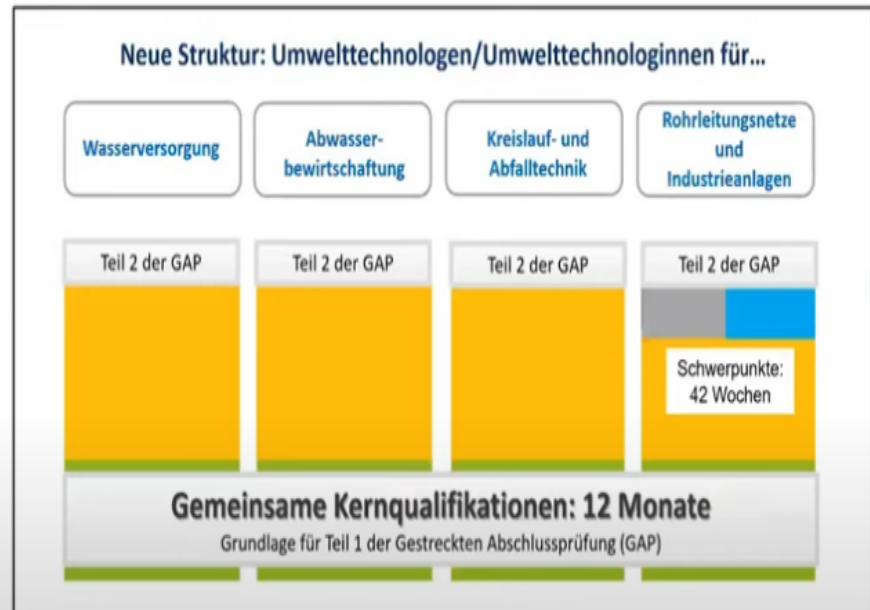 Neue Struktur: Umwelttechnologen/Umwelttechnologinnen für...
Wasserversorgung
Abwasser-
bewirtschaftung
Kreislauf- und
Abfalltechnik
Rohrleitungsnetze
und
Industrieanlagen
Teil 2 der GAP
Teil 2 der GAP
Teil 2 der GAP
Teil 2 der GAP
Schwerpunkte:
42 Wochen
Gemeinsame Kernqualifikationen: 12 Monate
Grundlage für Teil 1 der Gestreckten Abschlussprüfung (GAP)